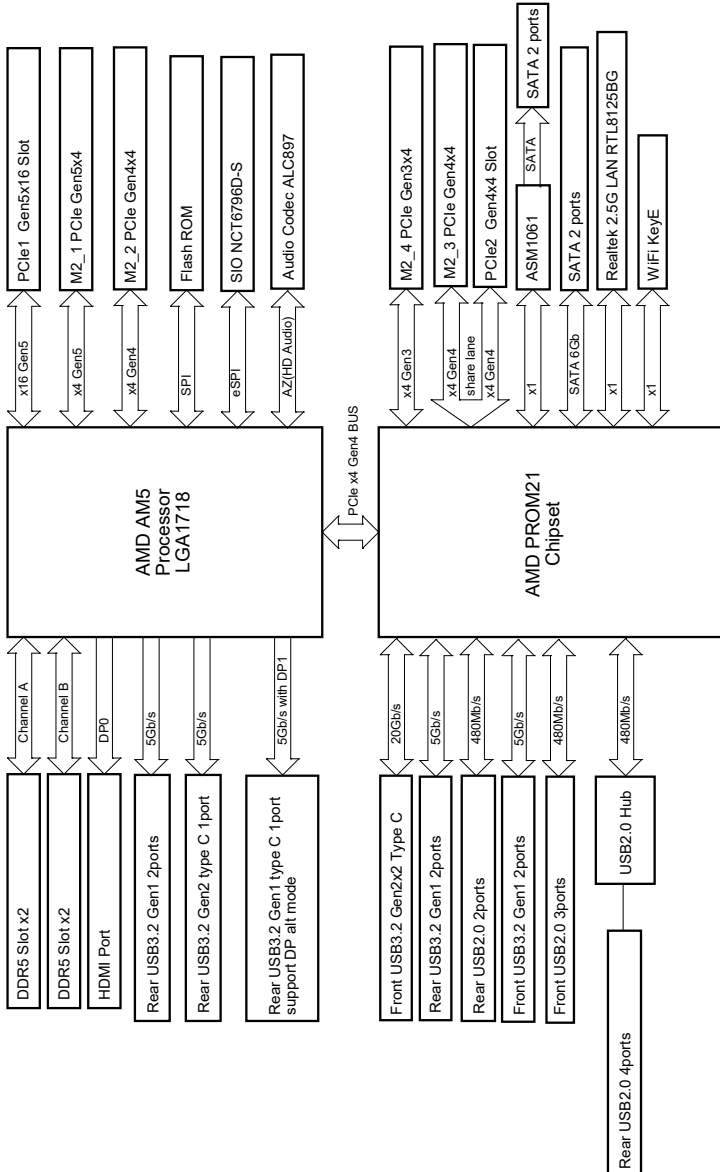 PCIe1 Gen5x16 Slot
M2_1 PCIe Gen5x4
M2_2 PCIe Gen4x4
Flash ROM
SIO NCT6796D-S
Audio Codec ALC897
x16 Gen5
x4 Gen5
x4 Gen4
SPI
eSPI
AZ(HD Audio)
AMD AM5
Processor
LGA1718
Channel A
Channel B
DP0
5Gb/s
5Gb/s
5Gb/s with DP1
DDR5 Slot x2
DDR5 Slot x2
HDMI Port
Rear USB3.2 Gen1 2ports
Rear USB3.2 Gen2 type C 1port
Rear USB3.2 Gen1 type C 1port
support DP alt mode
PCIe x4 Gen4 BUS
M2_4 PCIe Gen3x4
M2_3 PCIe Gen4x4
PCIe2 Gen4x4 Slot
SATA 2 ports
SATA
ASM1061
SATA 2 ports
Realtek 2.5G LAN RTL8125BG
WiFi KeyE
x4 Gen3
x4 Gen4
share lane
x4 Gen4
x1
SATA 6Gb
x1
x1
AMD PROM21
Chipset
20Gb/s
5Gb/s
480Mb/s
5Gb/s
480Mb/s
480Mb/s
Front USB3.2 Gen2x2 Type C
Rear USB3.2 Gen1 2ports
Rear USB2.0 2ports
Front USB3.2 Gen1 2ports
Front USB2.0 3ports
USB2.0 Hub
Rear USB2.0 4ports